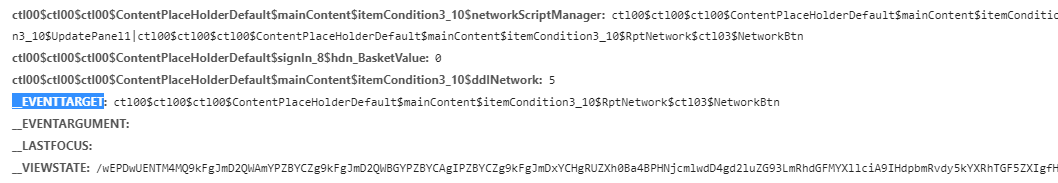 ctl00$ctl00$ctl00$ContentPlaceHolderDefault$mainContent$itemCondition3_10$networkScriptManager: ctl00$ctl00$ctl00$ContentPlaceHolderDefault$mainContent$itemConditio
n3_10$UpdatePanel1|ctl00$ctl00$ctl00$ContentPlaceHolderDefault$mainContent$itemCondition3_10$RptNetwork$ctl03$NetworkBtn
ctl00$ctl00$ctl00$ContentPlaceHolderDefault$signIn_8$hdn_BasketValue: 0
ctl00$ctl00$ctl00$ContentPlaceHolderDefault$mainContent$itemCondition3_10$ddlNetwork: 5
__EVENTTARGET: ctl00$ctl00$ctl00$ContentPlaceHolderDefault$mainContent$itemCondition3_10$RptNetwork$ctl03$NetworkBtn
__EVENTARGUMENT:
__LASTFOCUS:
__VIEWSTATE: /wEPDwUENTM4MQ9kFgJmD2QWAmYPZBYCZg9kFgJmD2QWBGYPZBYCAgIPZBYCZg9kFgJmDxYCHgRUZXh0Ba4BPHNjcmlwdD4gd2luZG93LmRhdGFMYXllciA9IHdpbmRvdy5kYXRhTGF5ZXIgfH